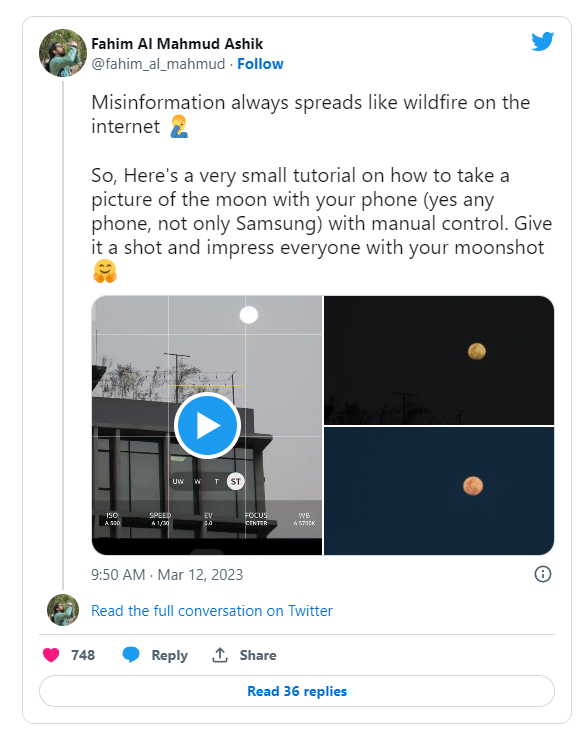 Fahim Al Mahmud Ashik
@fahim_al_mahmud · Follow
Misinformation always spreads like wildfire on the
internet 🤦‍♂️
So, Here's a very small tutorial on how to take a
picture of the moon with your phone (yes any
phone, not only Samsung) with manual control. Give
it a shot and impress everyone with your moonshot
🤗
UW W T ST
ISO SPEED EV FOCUS WB
A 500 A 1/30 0.0 CENTER A 5700K
9:50 AM · Mar 12, 2023
Read the full conversation on Twitter
748 Reply Share
Read 36 replies